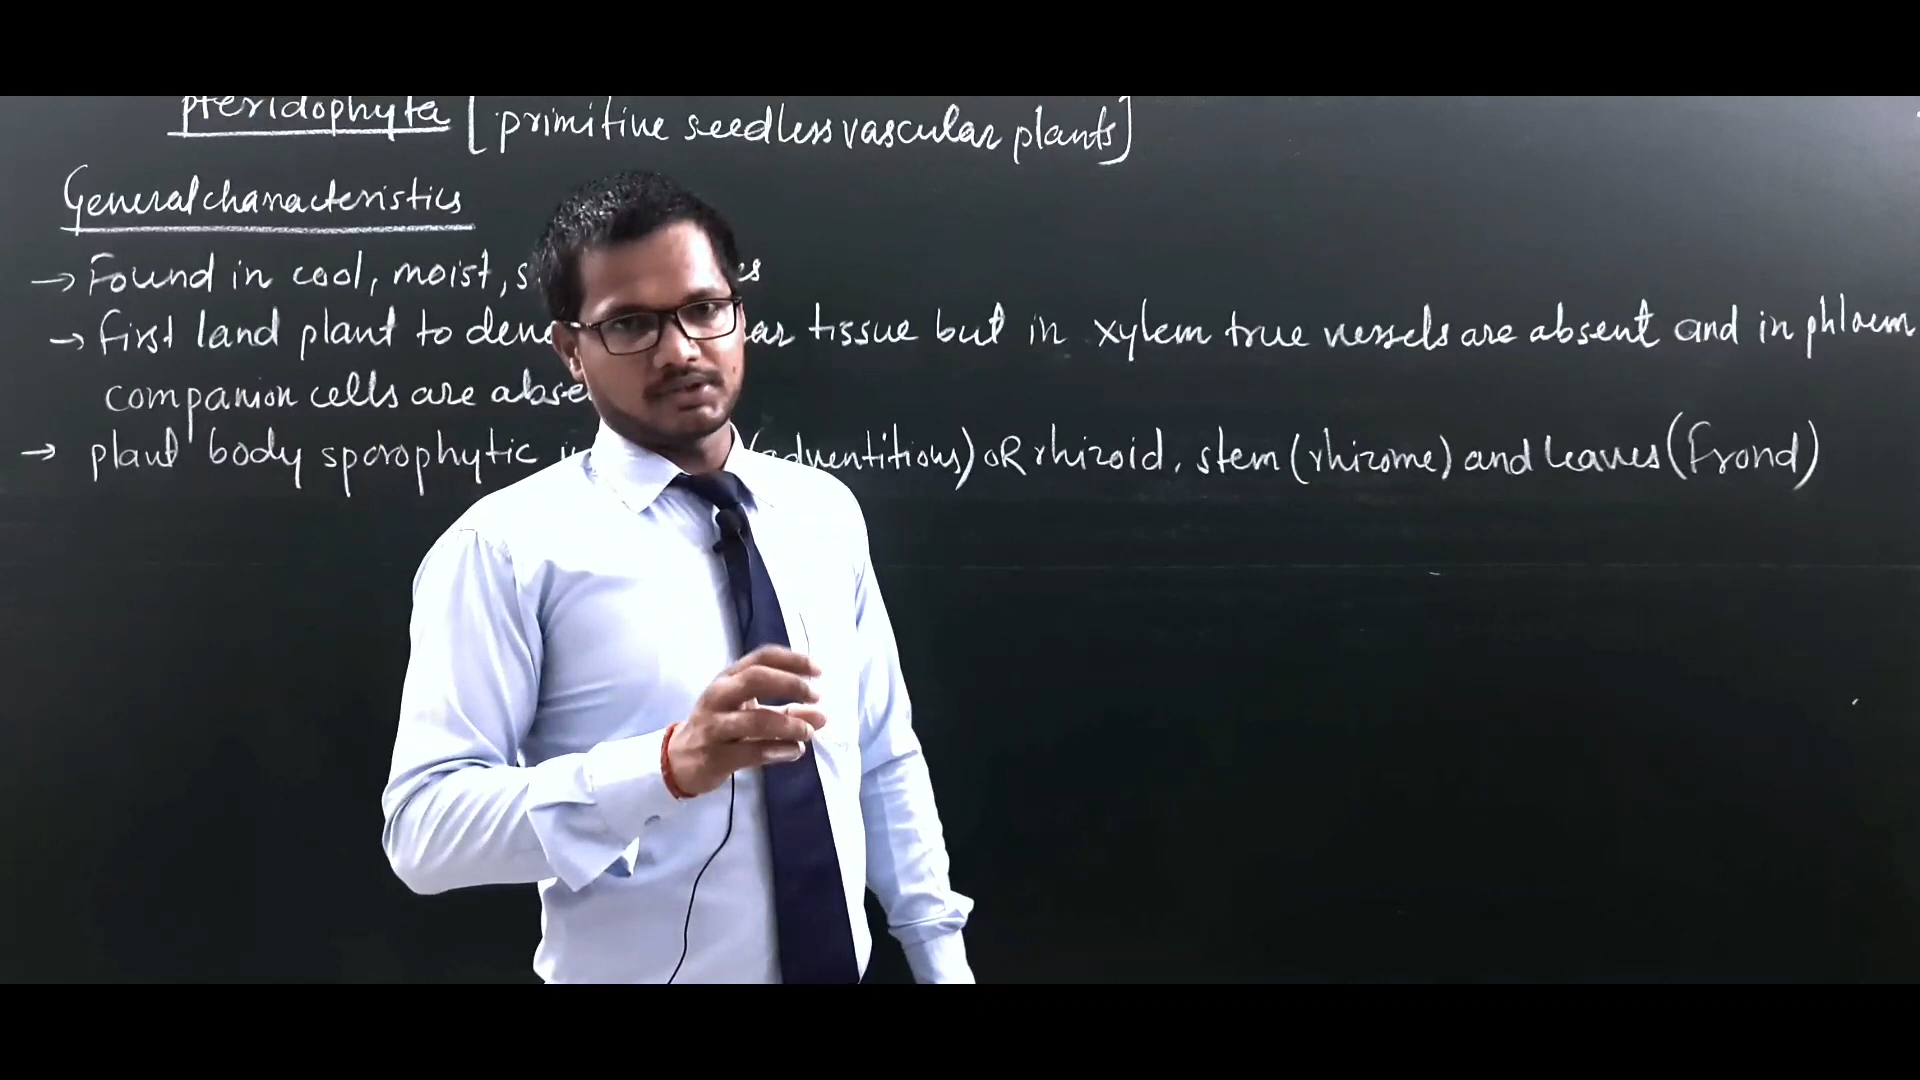 pteridophyta [primitive seedless vascular plants]
General characteristics
→ Found in cool, moist,
→ first land plant to tissue but in xylem true vessels are absent and in phloem
companion cells are
→ plant body sporophytic (adventitious) OR rhizoid, stem (rhizome) and leaves (frond)